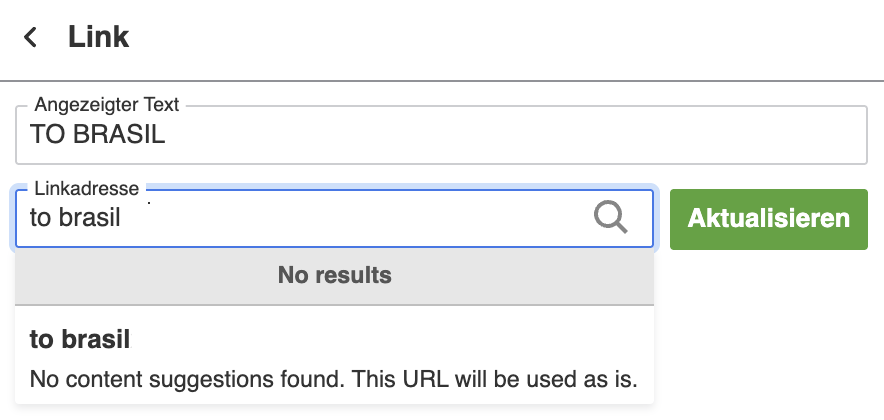 Link
Angezeigter Text
TO BRASIL
Linkadresse
to brasil
Aktualisieren
No results
to brasil
No content suggestions found. This URL will be used as is.